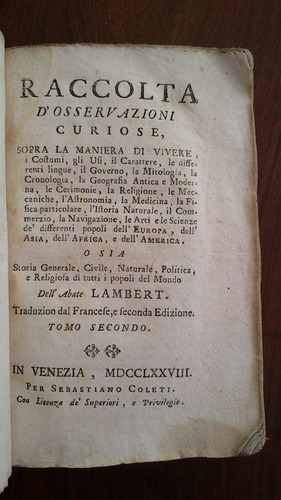 RACCOLTA
D'OSSERVAZIONI
CURIOSE,
SOPRA LA MANIERA DI VIVERE,
i Costumi, gli Usi, il Carattere, le diffe-
renti lingue, il Governo, la Mitologia, la
Cronologia, la Geografia Antica e Moder-
na, le Cerimonie, la Religione, le Mec-
caniche, l'Astronomia, la Medicina, la Fi-
sica particolare, l'Istoria Naturale, il Com-
merzio, la Navigazione, le Arti e le Scienze
de' differenti popoli dell'EUROPA, dell'
ASIA, dell'AFRICA, e dell'AMERICA.
O SIA
Storia Generale, Civile, Naturale, Politica,
e Religiosa di tutti i popoli del Mondo
Dell'Abate LAMBERT.
Traduzion dal Francese, e seconda Edizione.
TOMO SECONDO.
IN VENEZIA, MDCCLXXVIII.
PER SEBASTIANO COLETI.
Con Licenza de' Superiori, e Privilegio.